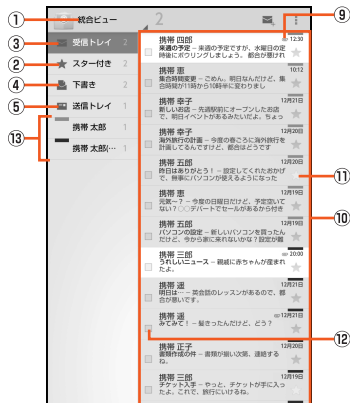 ① 統合ビュー 2 ⑨
③ 受信トレイ 2
② スター付き 2
④ 下書き 2
⑤ 送信トレイ 1
⑬ 携帯 太郎 1
携帯 太郎(… 1
携帯 四郎 12:30
来週の予定 − 来週の予定ですが、水曜日の定
時後にボウリングしましょう。都合が悪けれ
携帯 恵 10:12
集合時間変更 − ごめん。明日なんだけど、集
合時間が11時から10時半に変わりまし
携帯 幸子 12月21日
新しいお店 − 先週駅前にオープンしたお店
で、明日イベントがあるみたいだよ。ちょっ
携帯 幸子 12月20日
海外旅行の計画 − 今度の春ごろに海外旅行を
計画してるんですけど、都合はどうです
携帯 五郎 12月20日
昨日はありがとう！ − 設定してくれたおかげ
で、無事にパソコンが使えるようになった
⑪
携帯 恵 12月19日
元気〜？ − 今度の日曜日だけど、予定空いて
ない？〇〇デパートでセールがあるから付き
⑩
携帯 五郎 12月19日
パソコンの設定 − 新しいパソコンを買ったん
だけど、今から家に来れないかな？設定が難
携帯 三郎 20:00
うれしいニュース − 親戚に赤ちゃんが産まれ
たよ。
携帯 遥 12月21日
明日は… − 英会話のレッスンがあるので、都
合が悪いです。
携帯 遥 12月21日
みてみて！ − 髪きったんだけど、どう？
⑫
携帯 正子 12月20日
書類作成の件 − 書類が揃い次第、連絡する
ね。
携帯 三郎 12月19日
チケット入手 − やっと、チケットが手に入っ
たよ。これで、旅行にいけるね。